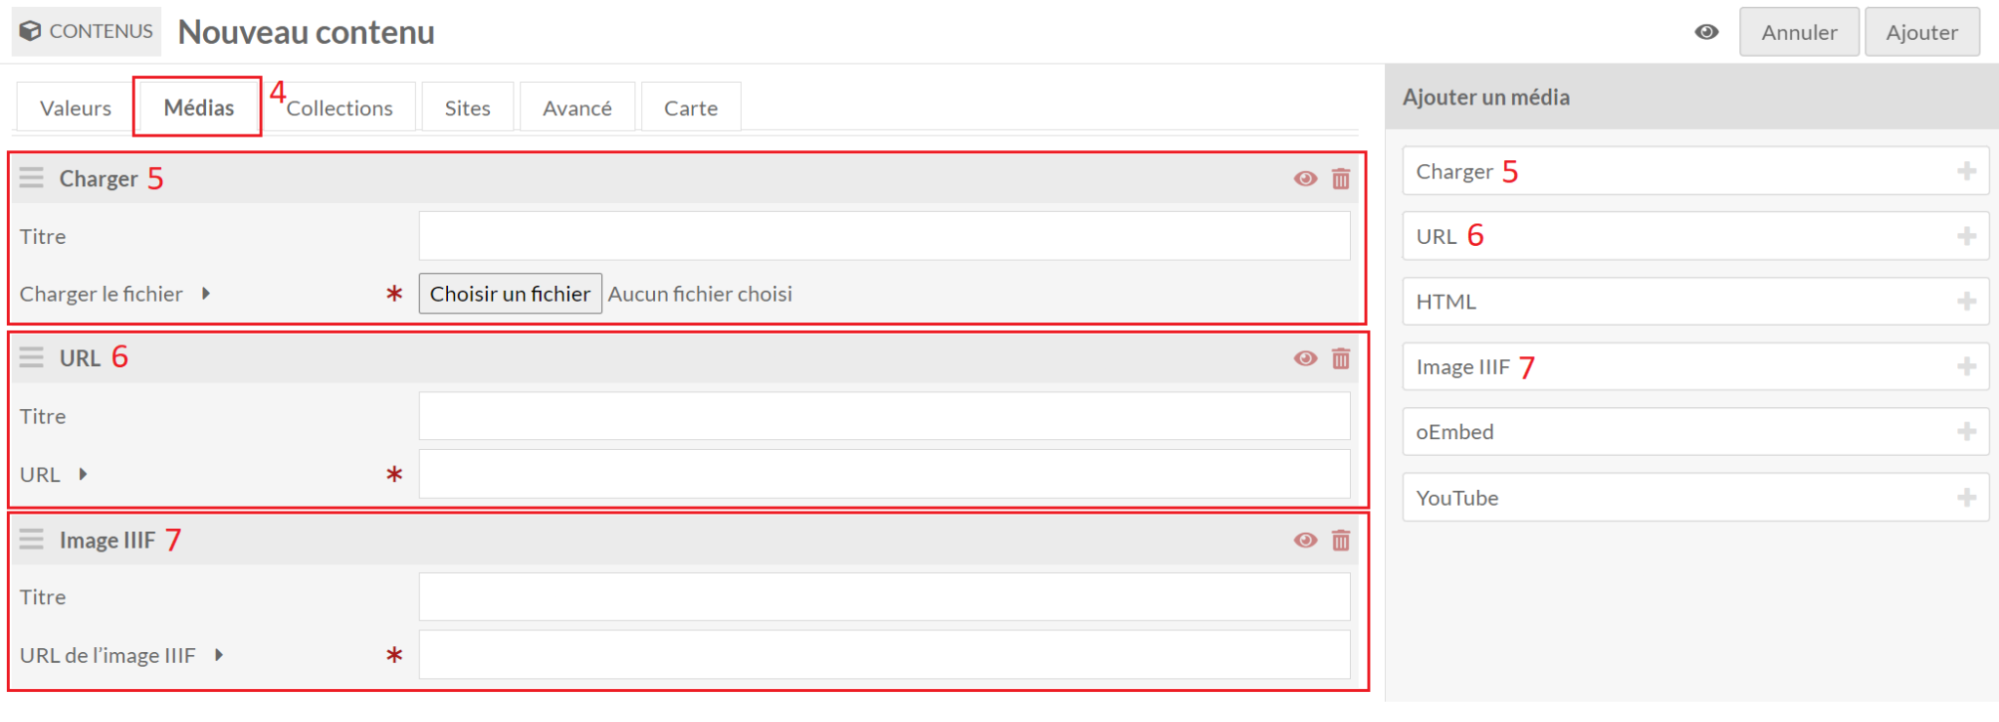 CONTENUS Nouveau contenu Annuler Ajouter
Valeurs Médias 4 Collections Sites Avancé Carte
Charger 5
Titre
Charger le fichier * Choisir un fichier Aucun fichier choisi
URL 6
Titre
URL *
Image IIIF 7
Titre
URL de l’image IIIF *
Ajouter un média
Charger 5
URL 6
HTML
Image IIIF 7
oEmbed
YouTube